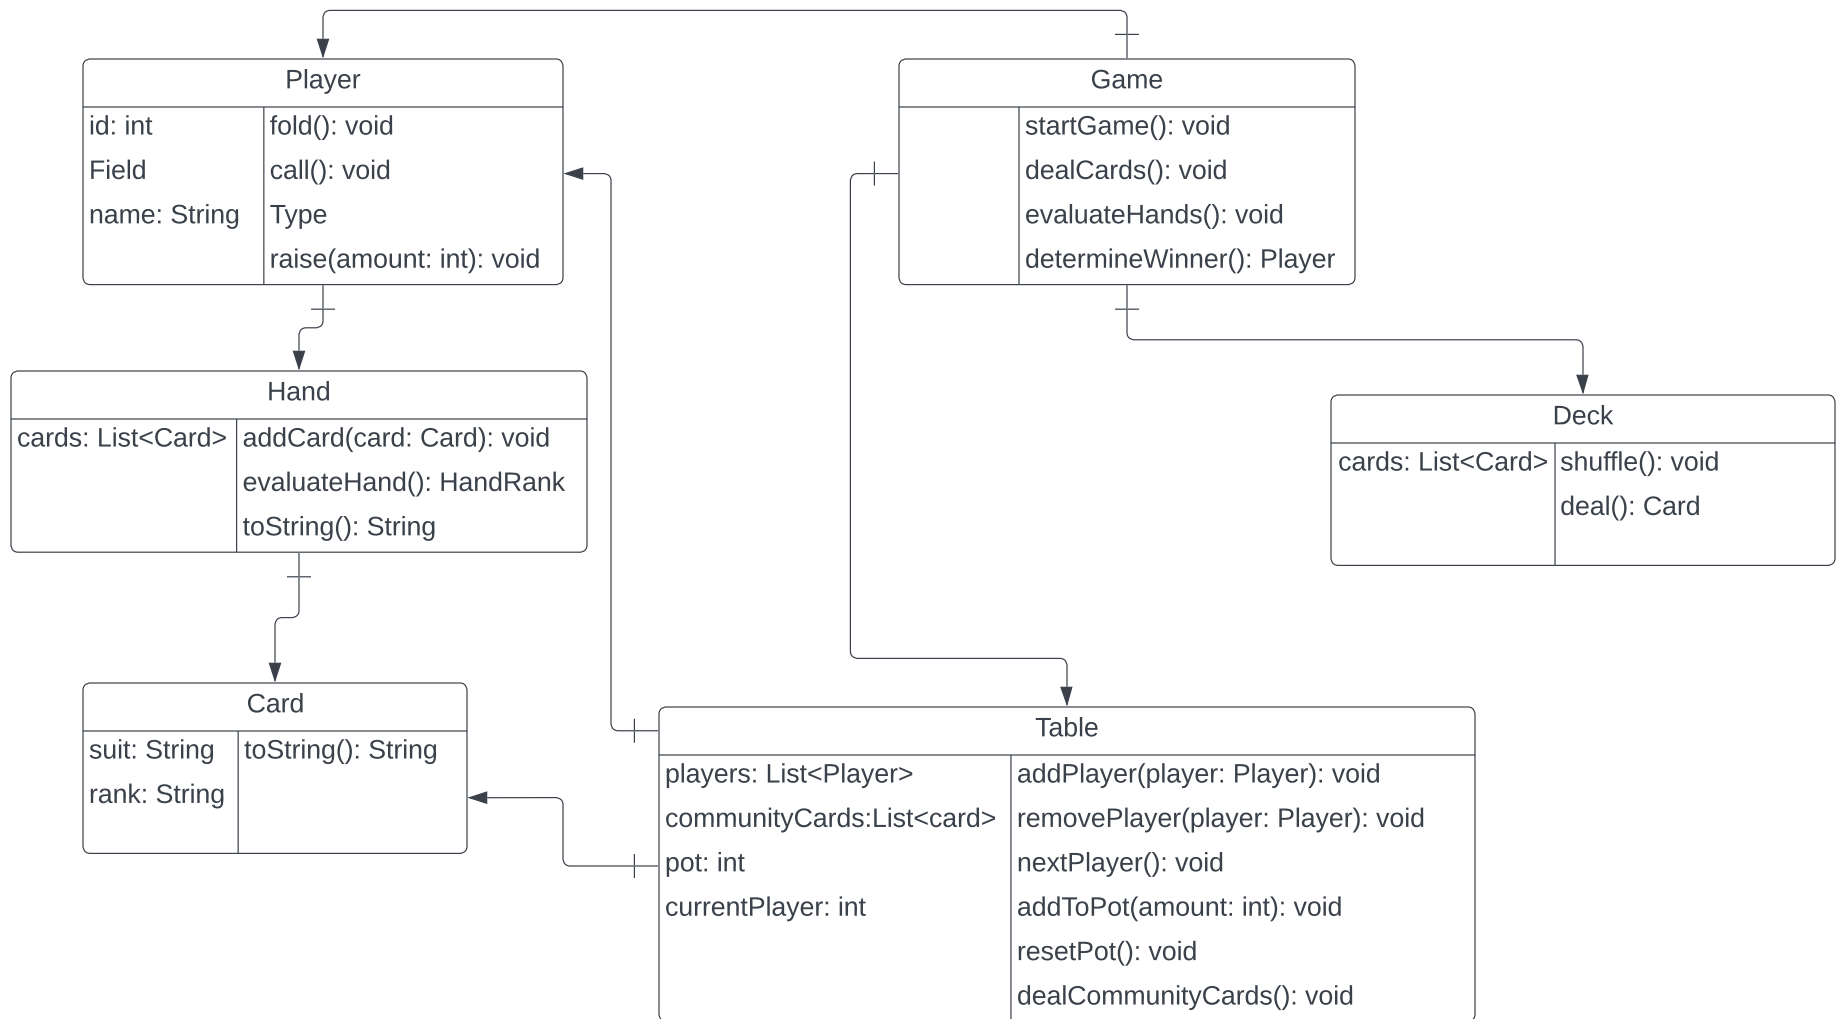 Player
id: int
Field
name: String
fold(): void
call(): void
Type
raise(amount: int): void
Game
startGame(): void
dealCards(): void
evaluateHands(): void
determineWinner(): Player
Hand
cards: List<Card>
addCard(card: Card): void
evaluateHand(): HandRank
toString(): String
Deck
cards: List<Card>
shuffle(): void
deal(): Card
Card
suit: String
rank: String
toString(): String
Table
players: List<Player>
communityCards:List<card>
pot: int
currentPlayer: int
addPlayer(player: Player): void
removePlayer(player: Player): void
nextPlayer(): void
addToPot(amount: int): void
resetPot(): void
dealCommunityCards(): void